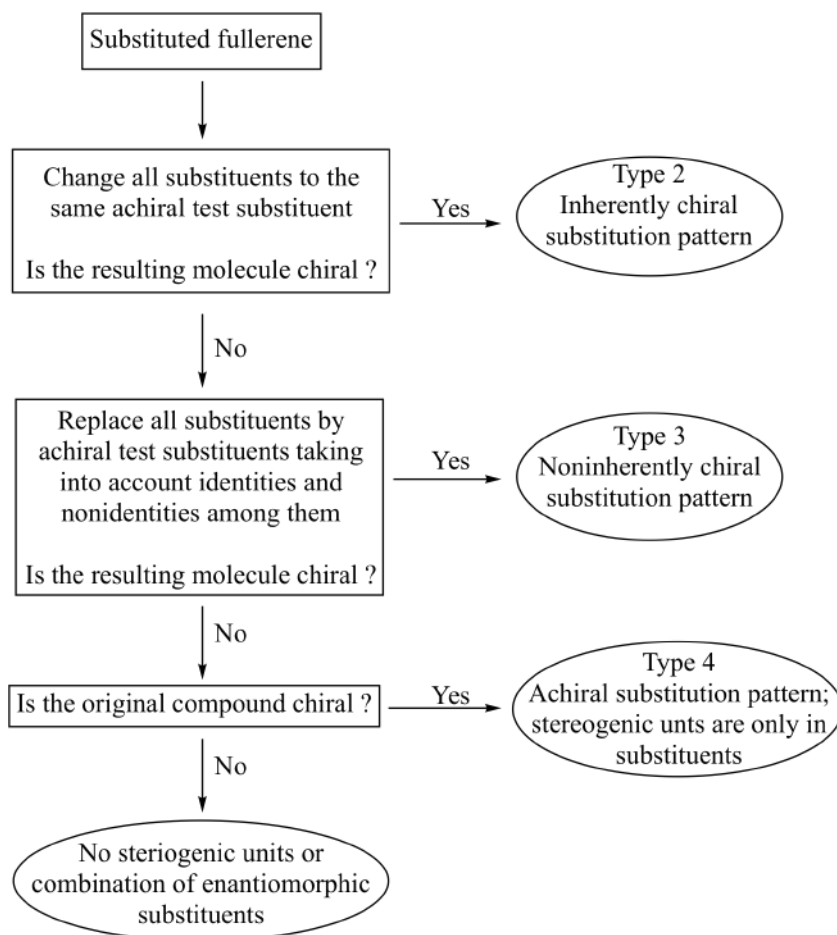 Substituted fullerene
Change all substituents to the
same achiral test substituent
Is the resulting molecule chiral ?
Yes
Type 2
Inherently chiral
substitution pattern
No
Replace all substituents by
achiral test substituents taking
into account identities and
nonidentities among them
Is the resulting molecule chiral ?
Yes
Type 3
Noninherently chiral
substitution pattern
No
Is the original compound chiral ?
Yes
Type 4
Achiral substitution pattern;
stereogenic unts are only in
substituents
No
No steriogenic units or
combination of enantiomorphic
substituents